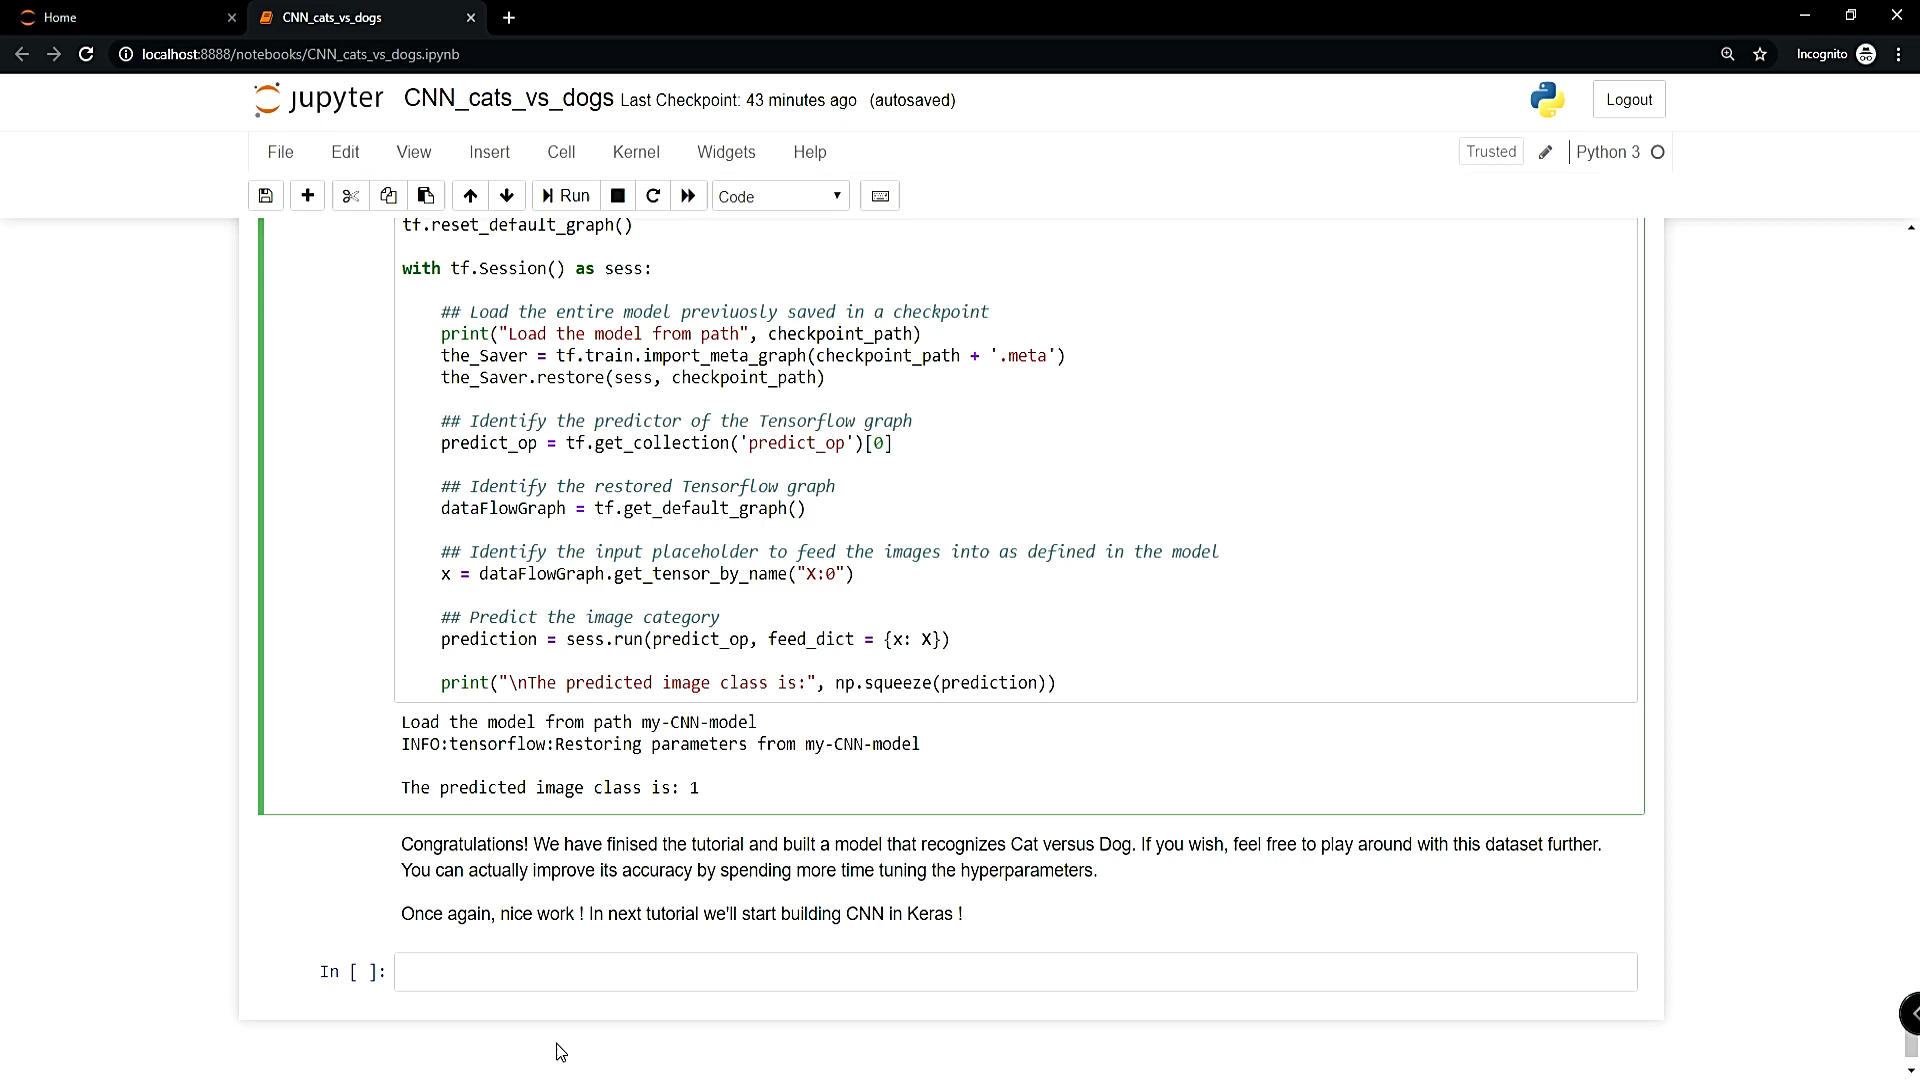 Home
CNN_cats_vs_dogs
localhost:8888/notebooks/CNN_cats_vs_dogs.ipynb
Incognito
jupyter CNN_cats_vs_dogs Last Checkpoint: 43 minutes ago (autosaved)
Logout
File Edit View Insert Cell Kernel Widgets Help
Trusted Python 3
Run Code
tf.reset_default_graph()
with tf.Session() as sess:
## Load the entire model previuosly saved in a checkpoint
print("Load the model from path", checkpoint_path)
the_Saver = tf.train.import_meta_graph(checkpoint_path + '.meta')
the_Saver.restore(sess, checkpoint_path)
## Identify the predictor of the Tensorflow graph
predict_op = tf.get_collection('predict_op')[0]
## Identify the restored Tensorflow graph
dataFlowGraph = tf.get_default_graph()
## Identify the input placeholder to feed the images into as defined in the model
x = dataFlowGraph.get_tensor_by_name("X:0")
## Predict the image category
prediction = sess.run(predict_op, feed_dict = {x: X})
print("\nThe predicted image class is:", np.squeeze(prediction))
Load the model from path my-CNN-model
INFO:tensorflow:Restoring parameters from my-CNN-model
The predicted image class is: 1
Congratulations! We have finised the tutorial and built a model that recognizes Cat versus Dog. If you wish, feel free to play around with this dataset further.
You can actually improve its accuracy by spending more time tuning the hyperparameters.
Once again, nice work ! In next tutorial we'll start building CNN in Keras !
In [ ]: